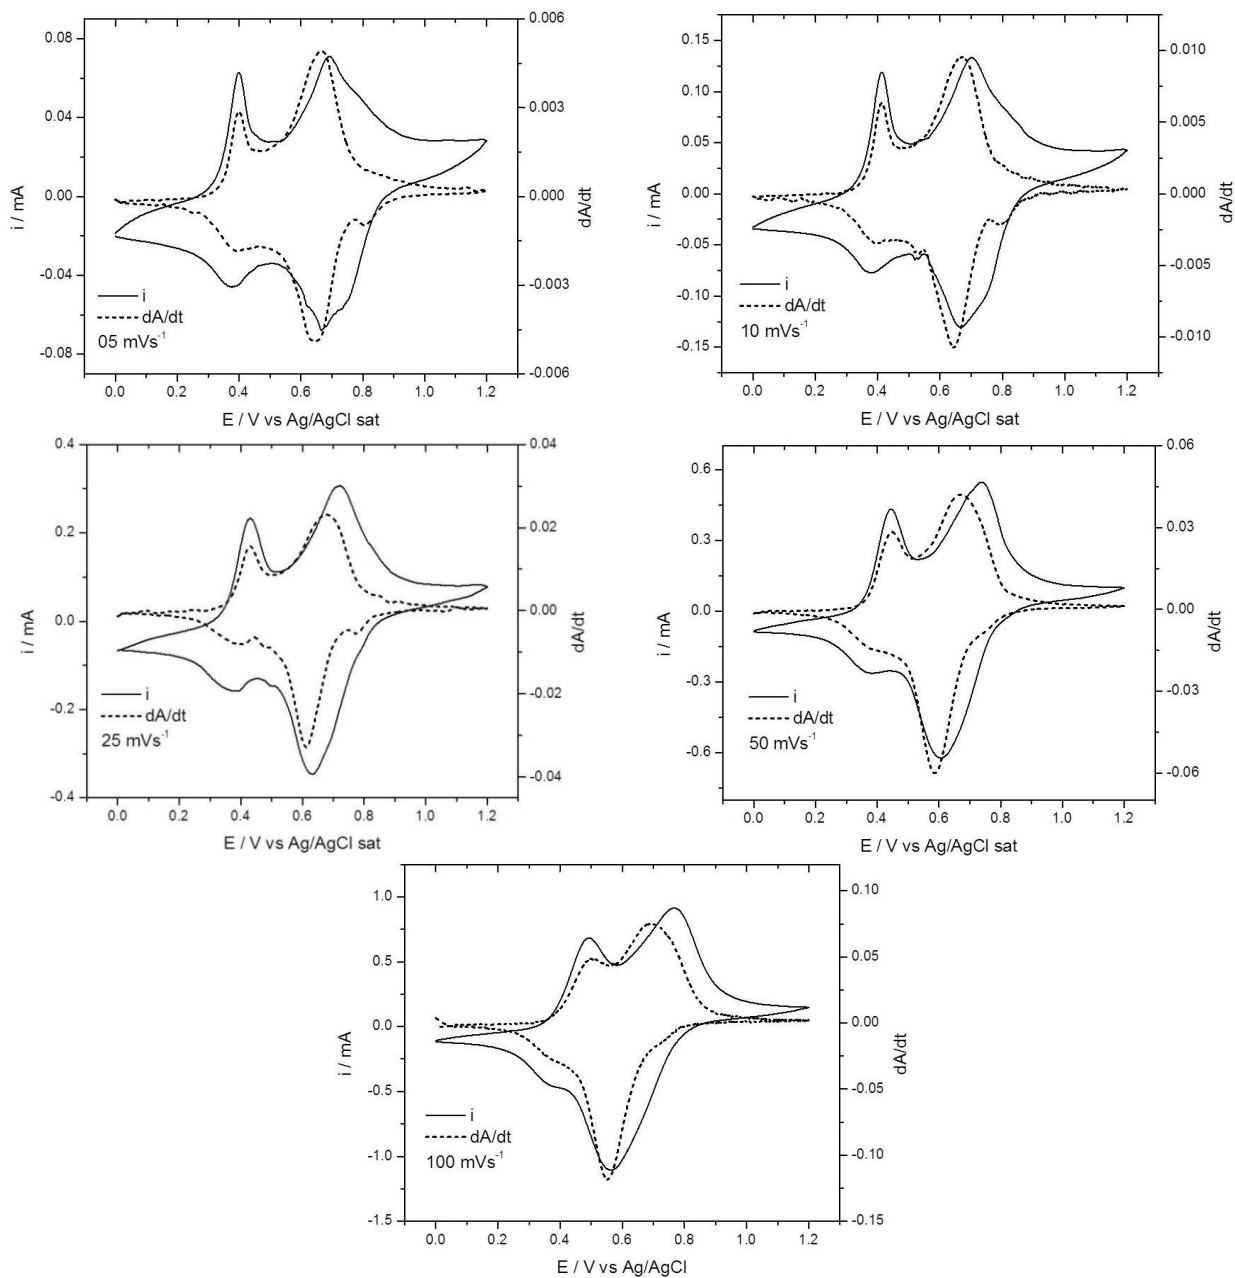 0.08
0.04
0.00
-0.04
-0.08
i / mA
0.006
0.003
0.000
-0.003
-0.006
dA/dt
i
dA/dt
05 mVs⁻¹
0.0 0.2 0.4 0.6 0.8 1.0 1.2
E / V vs Ag/AgCl sat
0.15
0.10
0.05
0.00
-0.05
-0.10
-0.15
i / mA
0.010
0.005
0.000
-0.005
-0.010
dA/dt
i
dA/dt
10 mVs⁻¹
0.0 0.2 0.4 0.6 0.8 1.0 1.2
E / V vs Ag/AgCl sat
0.4
0.2
0.0
-0.2
-0.4
i / mA
0.04
0.02
0.00
-0.02
-0.04
dA/dt
i
dA/dt
25 mVs⁻¹
0.0 0.2 0.4 0.6 0.8 1.0 1.2
E / V vs Ag/AgCl sat
0.6
0.3
0.0
-0.3
-0.6
i / mA
0.06
0.03
0.00
-0.03
-0.06
dA/dt
i
dA/dt
50 mVs⁻¹
0.0 0.2 0.4 0.6 0.8 1.0 1.2
E / V vs Ag/AgCl sat
1.0
0.5
0.0
-0.5
-1.0
-1.5
i / mA
0.10
0.05
0.00
-0.05
-0.10
-0.15
dA/dt
i
dA/dt
100 mVs⁻¹
0.0 0.2 0.4 0.6 0.8 1.0 1.2
E / V vs Ag/AgCl